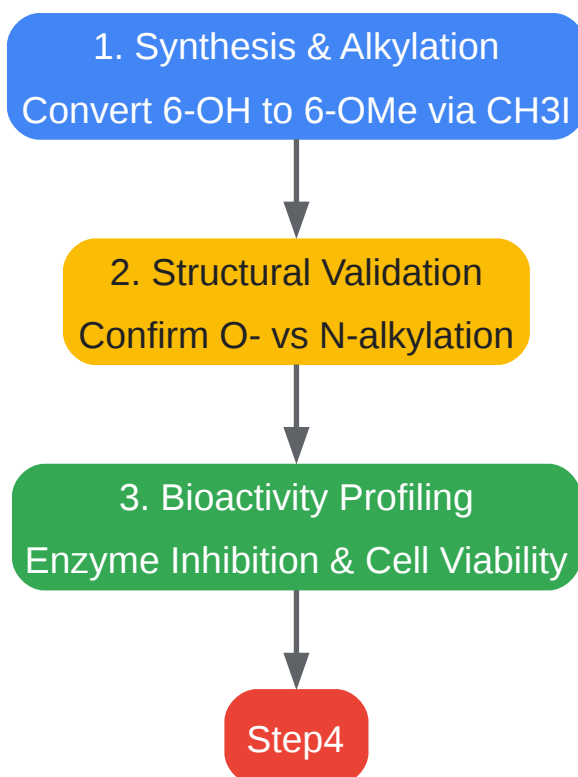 1. Synthesis & Alkylation
Convert 6-OH to 6-OMe via CH3I
2. Structural Validation
Confirm O- vs N-alkylation
3. Bioactivity Profiling
Enzyme Inhibition & Cell Viability
Step4